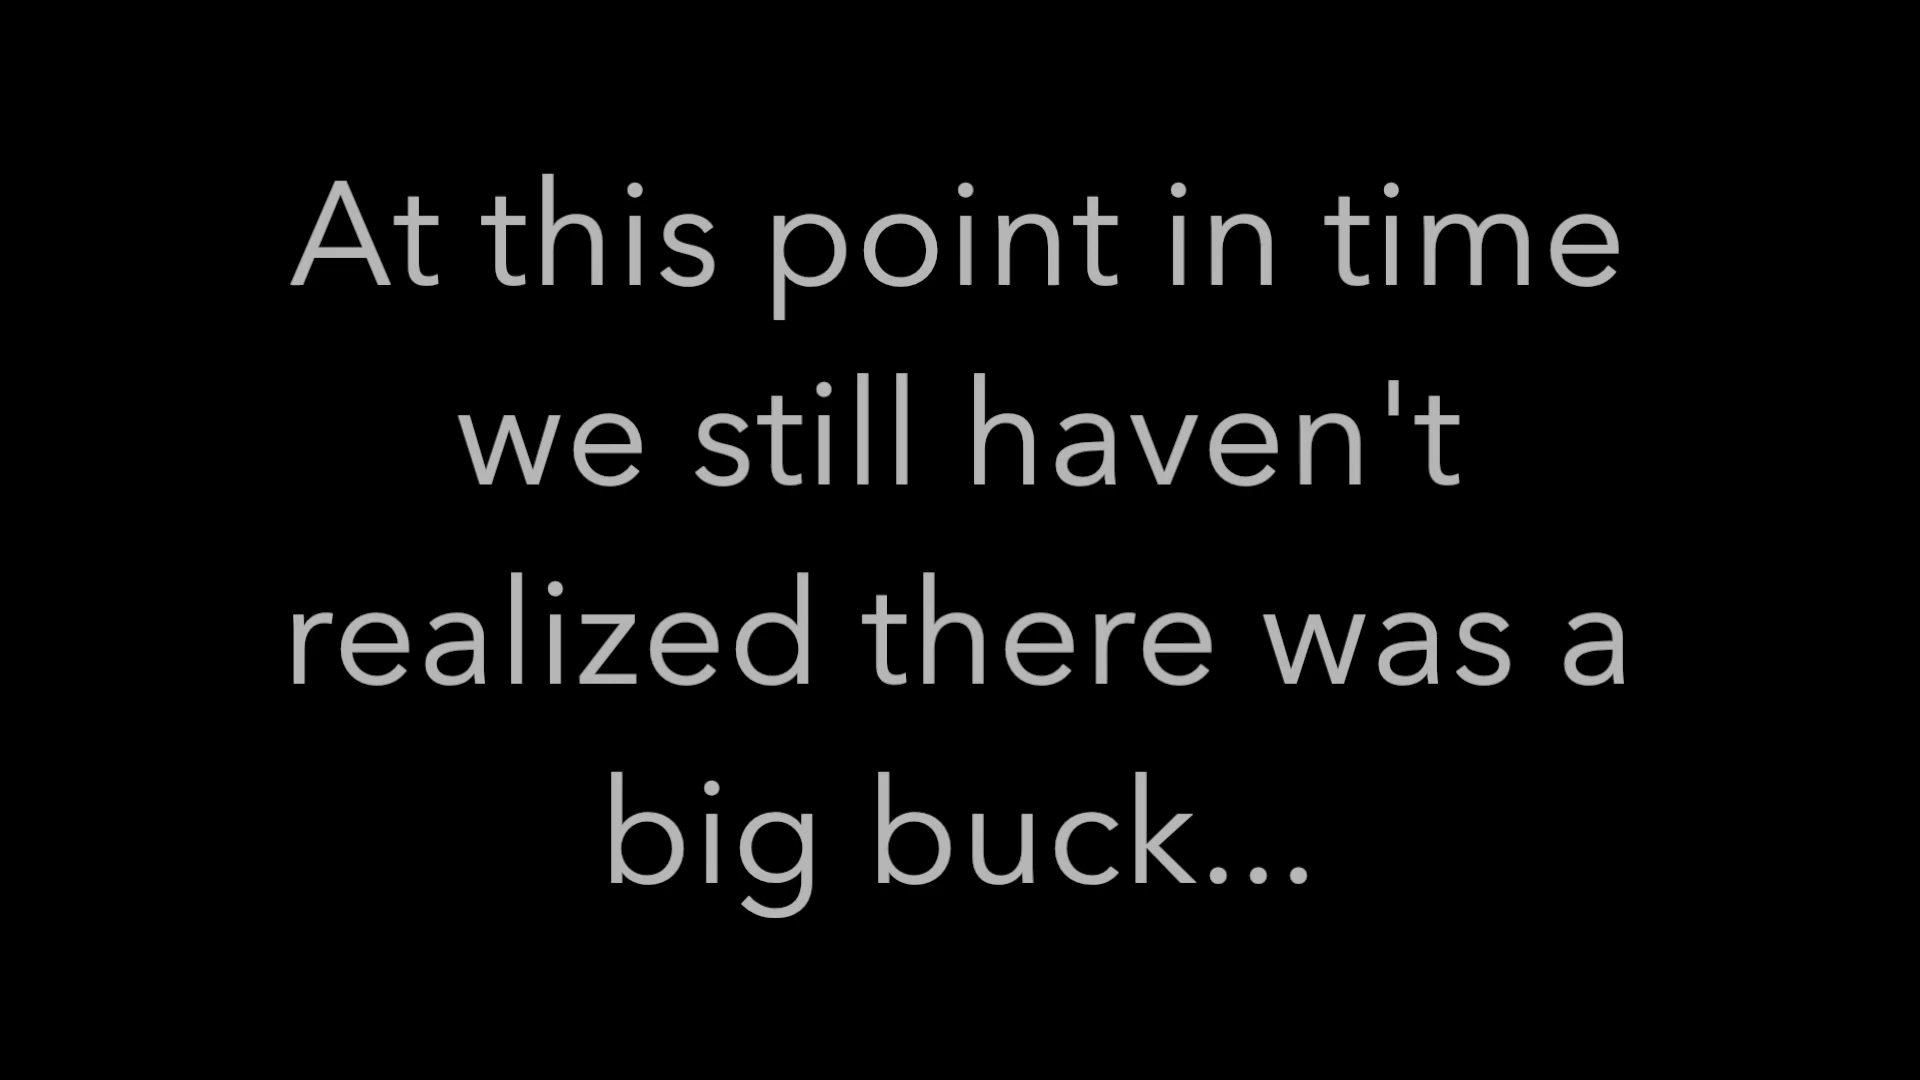 At this point in time
we still haven't
realized there was a
big buck...